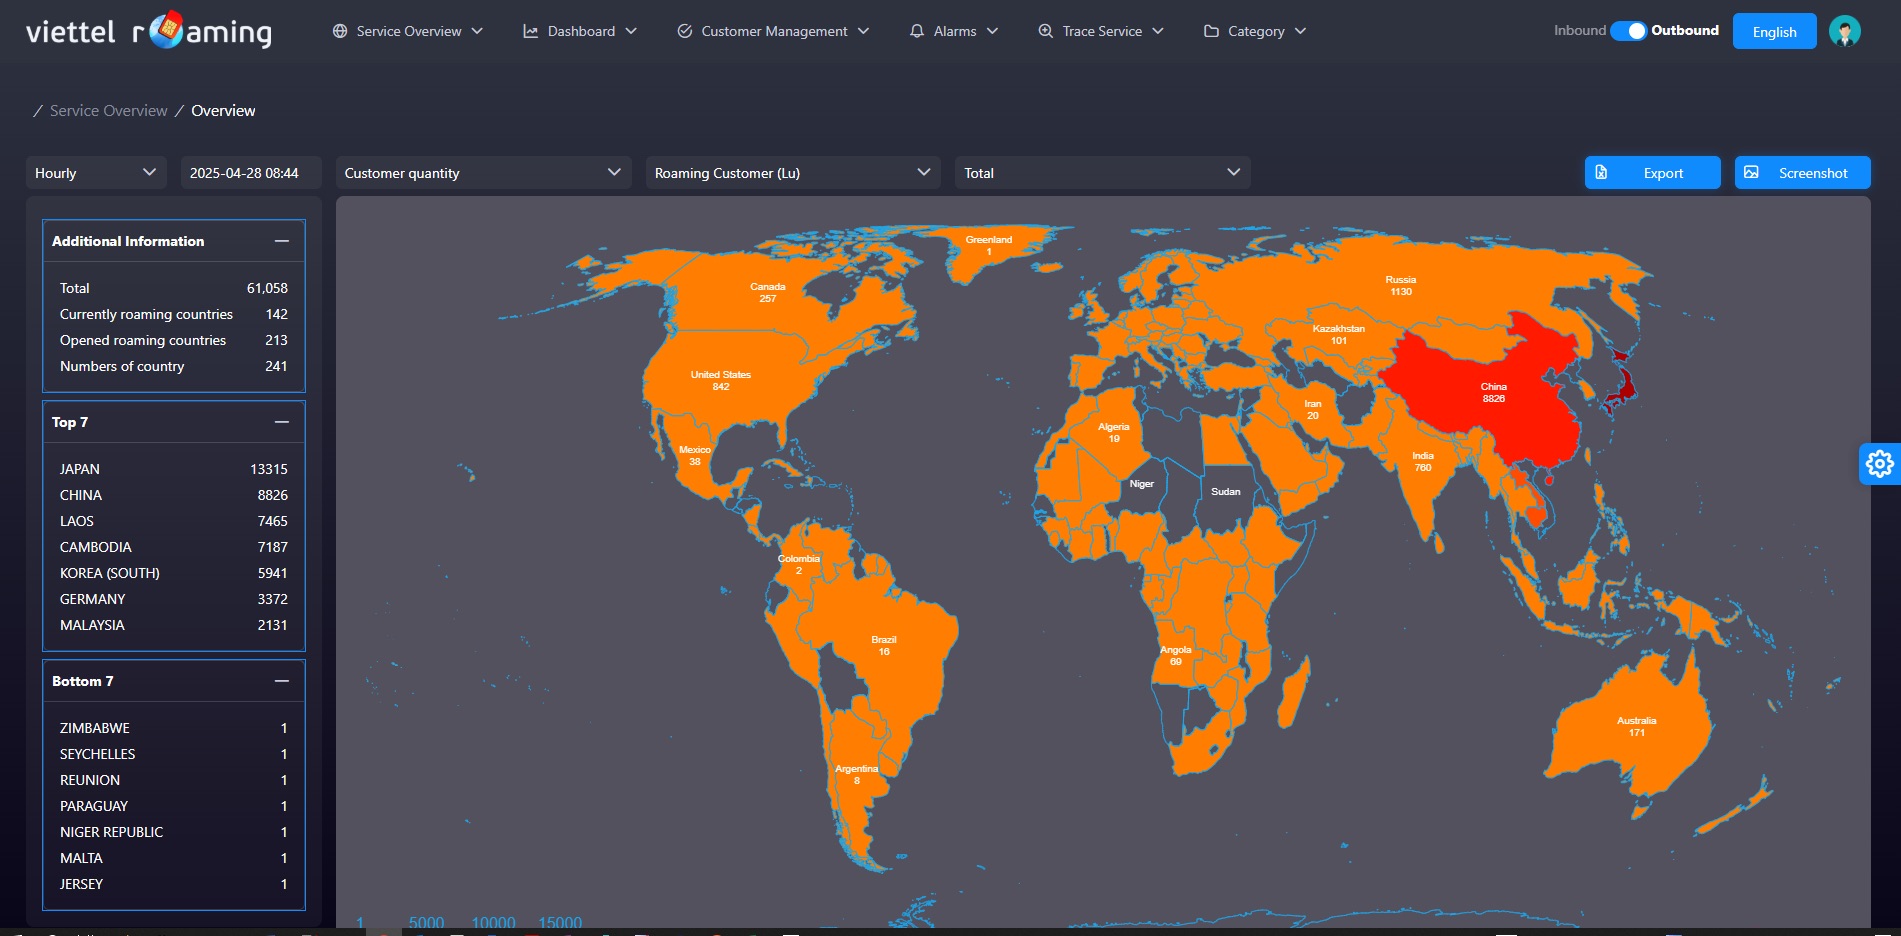 viettel roaming
Service Overview
Dashboard
Customer Management
Alarms
Trace Service
Category
Inbound
Outbound
English
/ Service Overview / Overview
Hourly
2025-04-28 08:44
Customer quantity
Roaming Customer (Lu)
Total
Export
Screenshot
Additional Information
Total 61,058
Currently roaming countries 142
Opened roaming countries 213
Numbers of country 241
Top 7
JAPAN 13315
CHINA 8826
LAOS 7465
CAMBODIA 7187
KOREA (SOUTH) 5941
GERMANY 3372
MALAYSIA 2131
Bottom 7
ZIMBABWE 1
SEYCHELLES 1
REUNION 1
PARAGUAY 1
NIGER REPUBLIC 1
MALTA 1
JERSEY 1
Greenland
1
Canada
257
Russia
1130
Kazakhstan
101
United States
842
China
8826
Iran
20
Algeria
19
Mexico
38
India
760
Niger
Sudan
Colombia
2
Brazil
16
Angola
69
Australia
171
Argentina
8
1 5000 10000 15000